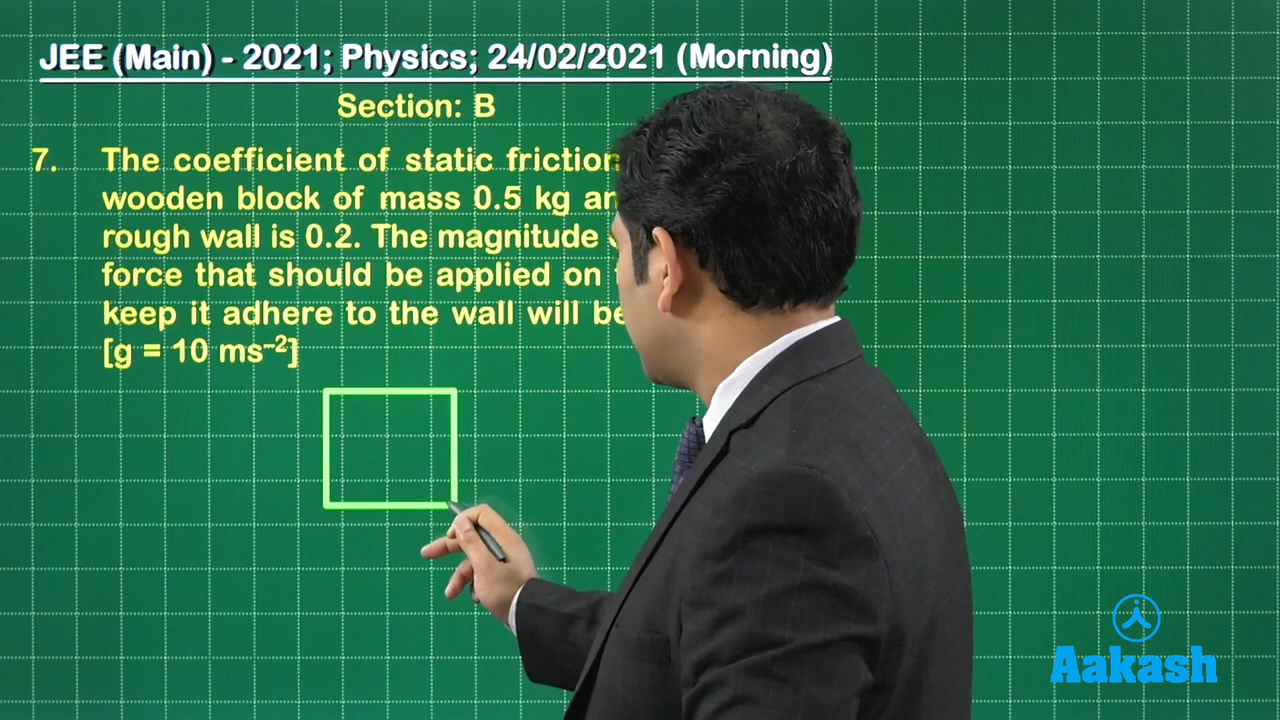 JEE (Main) - 2021; Physics; 24/02/2021 (Morning)
Section: B
7. The coefficient of static friction
wooden block of mass 0.5 kg
rough wall is 0.2. The magnitude
force that should be applied on
keep it adhere to the wall will be
[g = 10 ms⁻²]
Aakash